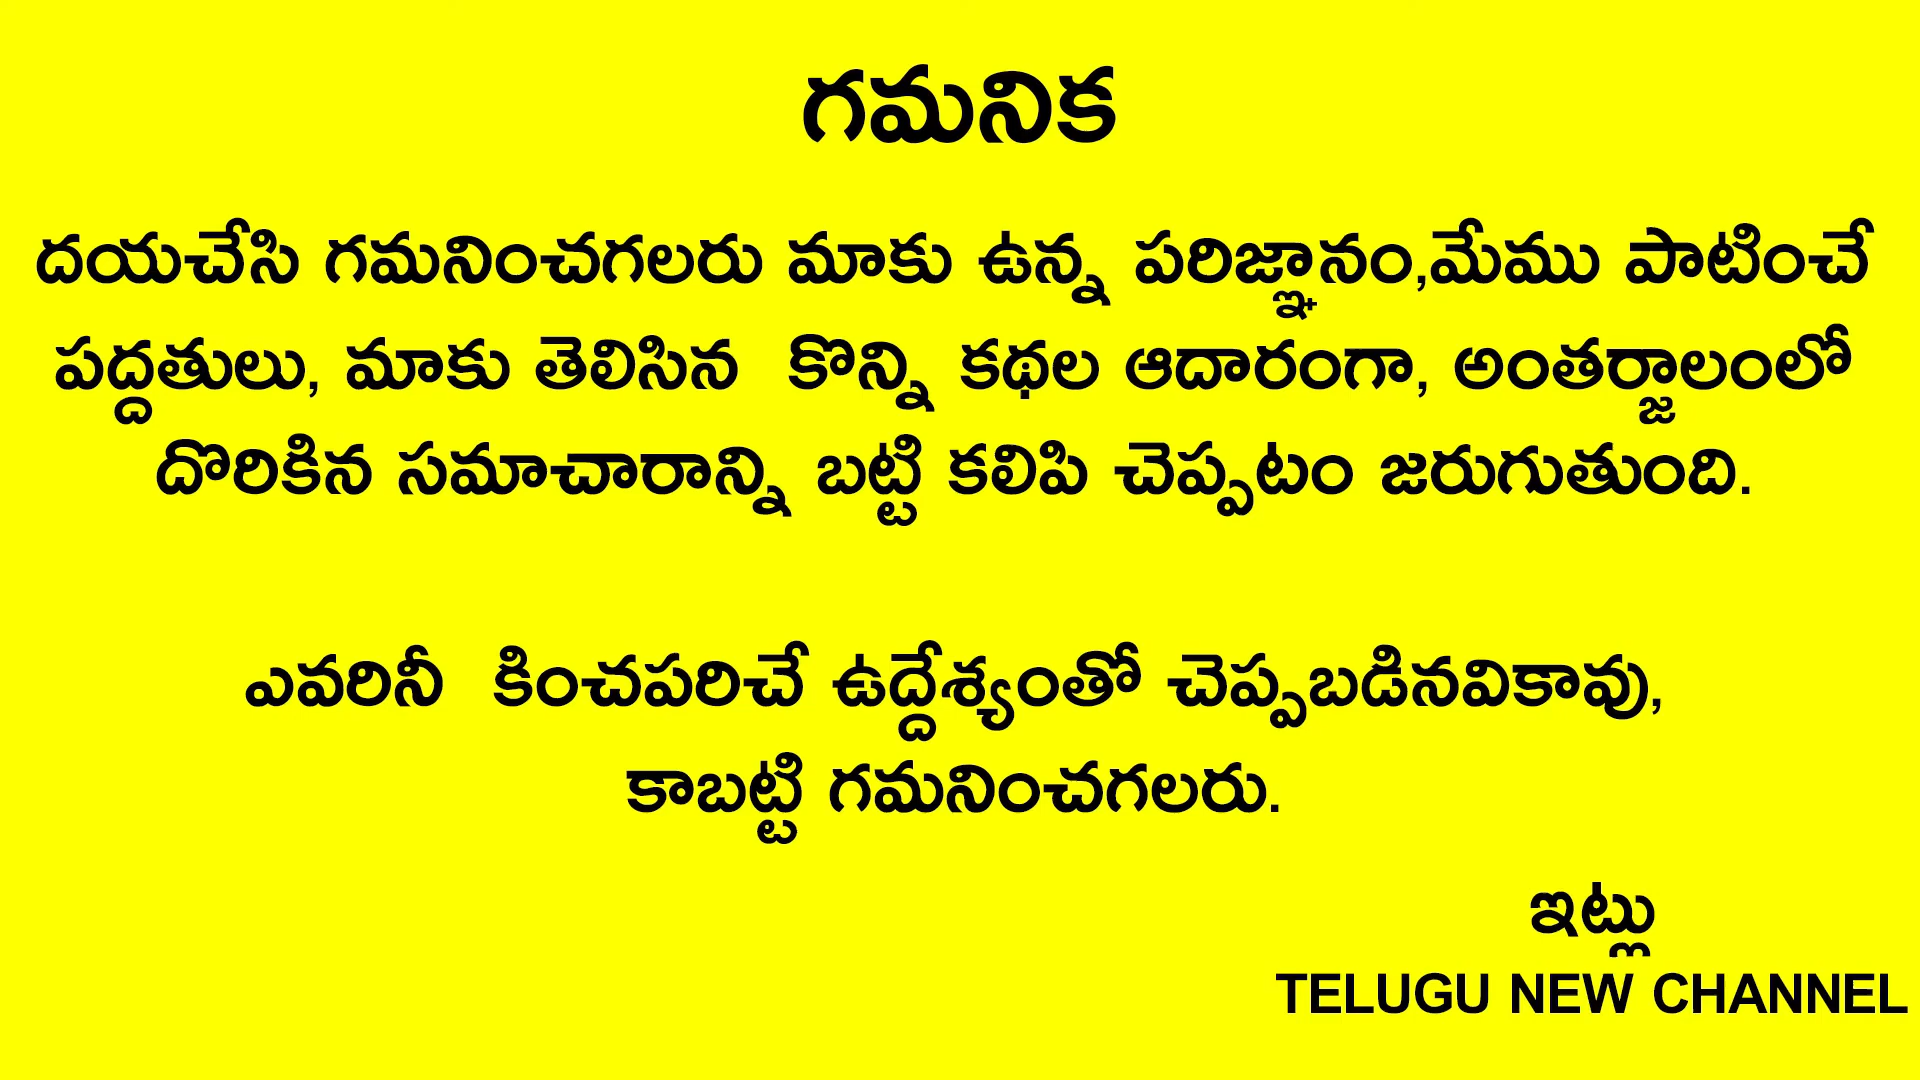 గమనిక
దయచేసి గమనించగలరు మాకు ఉన్న పరిజ్ఞానం,మేము పాటించే
పద్దతులు, మాకు తెలిసిన కొన్ని కథల ఆదారంగా, అంతర్జాలంలో
దొరికిన సమాచారాన్ని బట్టి కలిపి చెప్పటం జరుగుతుంది.
ఎవరినీ కించపరిచే ఉద్దేశ్యంతో చెప్పబడినవికావు,
కాబట్టి గమనించగలరు.
ఇట్లు
TELUGU NEW CHANNEL